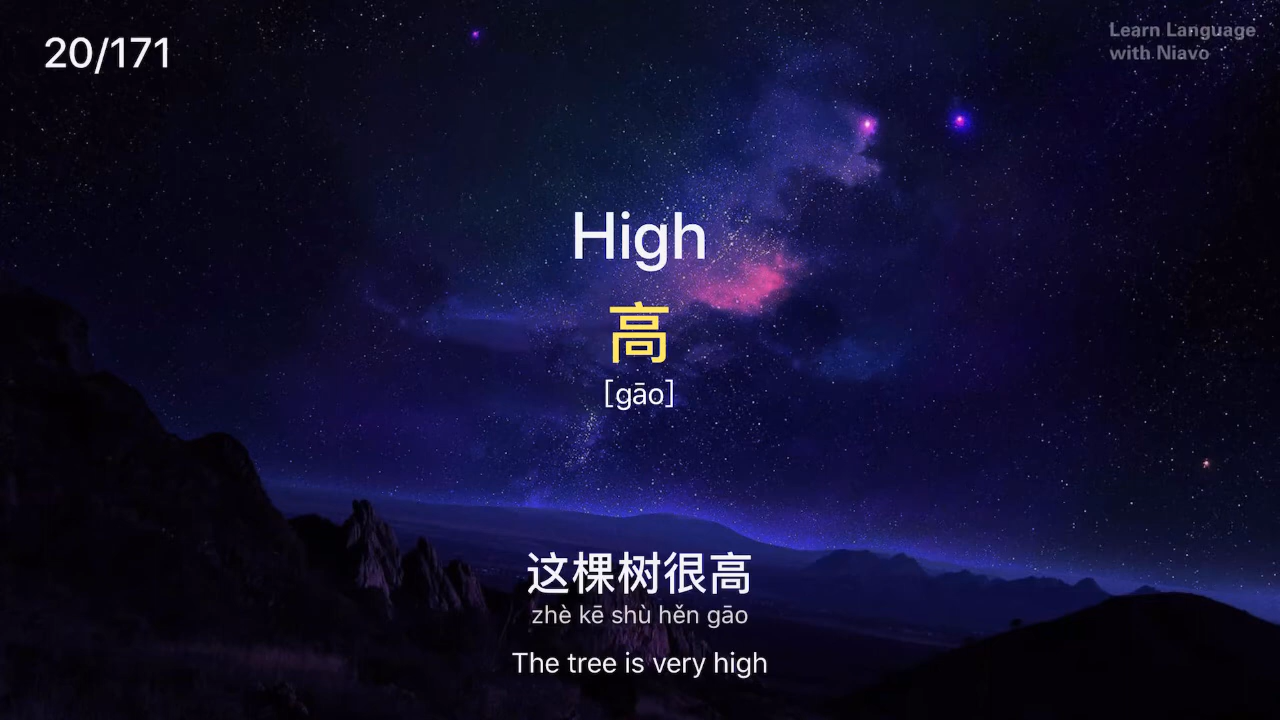 20/171
Learn Language
with Niavo
High
高
[gāo]
这棵树很高
zhè kē shù hěn gāo
The tree is very high